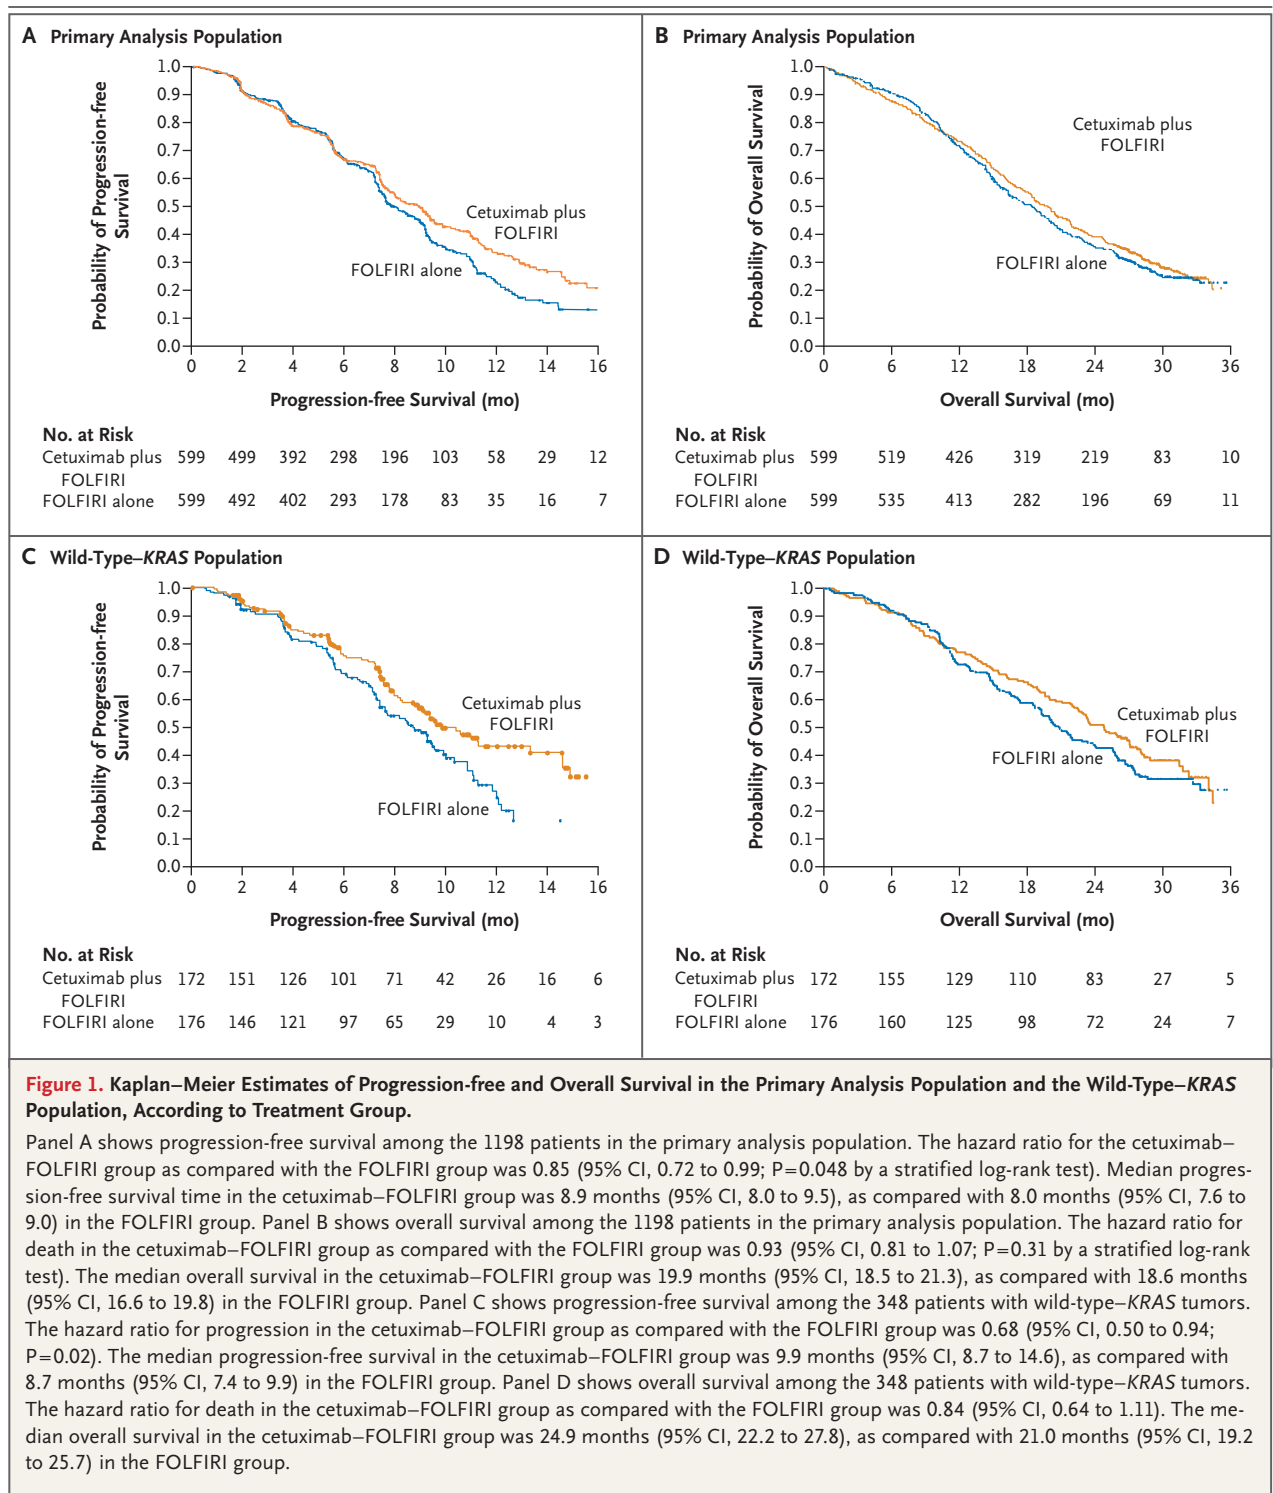 A Primary Analysis Population
Probability of Progression-free
Survival
1.0
0.9
0.8
0.7
0.6
0.5
0.4
0.3
0.2
0.1
0.0
Cetuximab plus
FOLFIRI
FOLFIRI alone
0 2 4 6 8 10 12 14 16
Progression-free Survival (mo)
No. at Risk
Cetuximab plus 599 499 392 298 196 103 58 29 12
FOLFIRI
FOLFIRI alone 599 492 402 293 178 83 35 16 7
B Primary Analysis Population
Probability of Overall Survival
1.0
0.9
0.8
0.7
0.6
0.5
0.4
0.3
0.2
0.1
0.0
Cetuximab plus
FOLFIRI
FOLFIRI alone
0 6 12 18 24 30 36
Overall Survival (mo)
No. at Risk
Cetuximab plus 599 519 426 319 219 83 10
FOLFIRI
FOLFIRI alone 599 535 413 282 196 69 11
C Wild-Type–KRAS Population
Probability of Progression-free
Survival
1.0
0.9
0.8
0.7
0.6
0.5
0.4
0.3
0.2
0.1
0.0
Cetuximab plus
FOLFIRI
FOLFIRI alone
0 2 4 6 8 10 12 14 16
Progression-free Survival (mo)
No. at Risk
Cetuximab plus 172 151 126 101 71 42 26 16 6
FOLFIRI
FOLFIRI alone 176 146 121 97 65 29 10 4 3
D Wild-Type–KRAS Population
Probability of Overall Survival
1.0
0.9
0.8
0.7
0.6
0.5
0.4
0.3
0.2
0.1
0.0
Cetuximab plus
FOLFIRI
FOLFIRI alone
0 6 12 18 24 30 36
Overall Survival (mo)
No. at Risk
Cetuximab plus 172 155 129 110 83 27 5
FOLFIRI
FOLFIRI alone 176 160 125 98 72 24 7
Figure 1. Kaplan–Meier Estimates of Progression-free and Overall Survival in the Primary Analysis Population and the Wild-Type–KRAS
Population, According to Treatment Group.
Panel A shows progression-free survival among the 1198 patients in the primary analysis population. The hazard ratio for the cetuximab–
FOLFIRI group as compared with the FOLFIRI group was 0.85 (95% CI, 0.72 to 0.99; P=0.048 by a stratified log-rank test). Median progres-
sion-free survival time in the cetuximab–FOLFIRI group was 8.9 months (95% CI, 8.0 to 9.5), as compared with 8.0 months (95% CI, 7.6 to
9.0) in the FOLFIRI group. Panel B shows overall survival among the 1198 patients in the primary analysis population. The hazard ratio for
death in the cetuximab–FOLFIRI group as compared with the FOLFIRI group was 0.93 (95% CI, 0.81 to 1.07; P=0.31 by a stratified log-rank
test). The median overall survival in the cetuximab–FOLFIRI group was 19.9 months (95% CI, 18.5 to 21.3), as compared with 18.6 months
(95% CI, 16.6 to 19.8) in the FOLFIRI group. Panel C shows progression-free survival among the 348 patients with wild-type–KRAS tumors.
The hazard ratio for progression in the cetuximab–FOLFIRI group as compared with the FOLFIRI group was 0.68 (95% CI, 0.50 to 0.94;
P=0.02). The median progression-free survival in the cetuximab–FOLFIRI group was 9.9 months (95% CI, 8.7 to 14.6), as compared with
8.7 months (95% CI, 7.4 to 9.9) in the FOLFIRI group. Panel D shows overall survival among the 348 patients with wild-type–KRAS tumors.
The hazard ratio for death in the cetuximab–FOLFIRI group as compared with the FOLFIRI group was 0.84 (95% CI, 0.64 to 1.11). The me-
dian overall survival in the cetuximab–FOLFIRI group was 24.9 months (95% CI, 22.2 to 27.8), as compared with 21.0 months (95% CI, 19.2
to 25.7) in the FOLFIRI group.